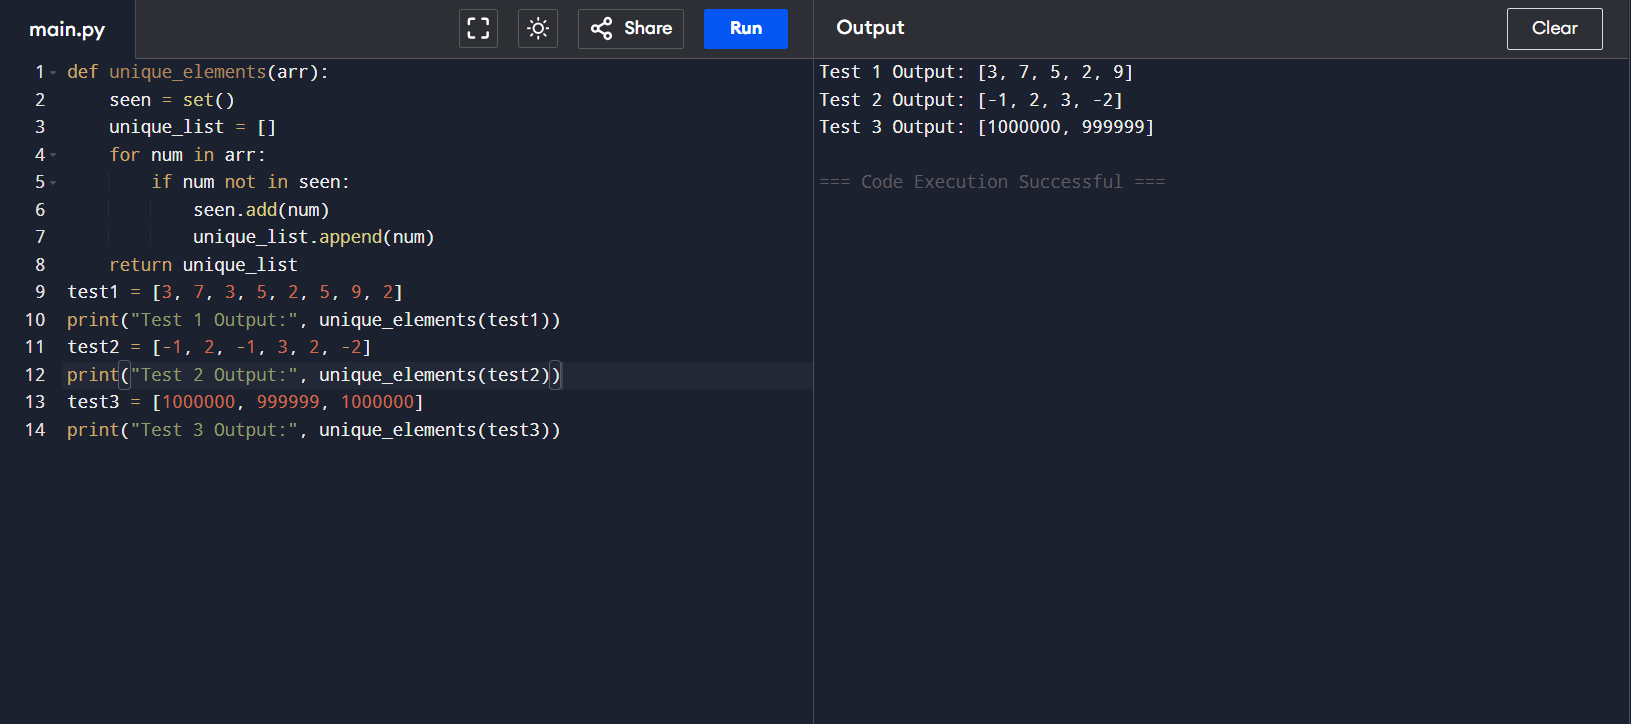 main.py
Share
Run
Output
Clear
1 def unique_elements(arr):
2     seen = set()
3     unique_list = []
4     for num in arr:
5         if num not in seen:
6             seen.add(num)
7             unique_list.append(num)
8     return unique_list
9 test1 = [3, 7, 3, 5, 2, 5, 9, 2]
10 print("Test 1 Output:", unique_elements(test1))
11 test2 = [-1, 2, -1, 3, 2, -2]
12 print("Test 2 Output:", unique_elements(test2))
13 test3 = [1000000, 999999, 1000000]
14 print("Test 3 Output:", unique_elements(test3))
Test 1 Output: [3, 7, 5, 2, 9]
Test 2 Output: [-1, 2, 3, -2]
Test 3 Output: [1000000, 999999]
=== Code Execution Successful ===